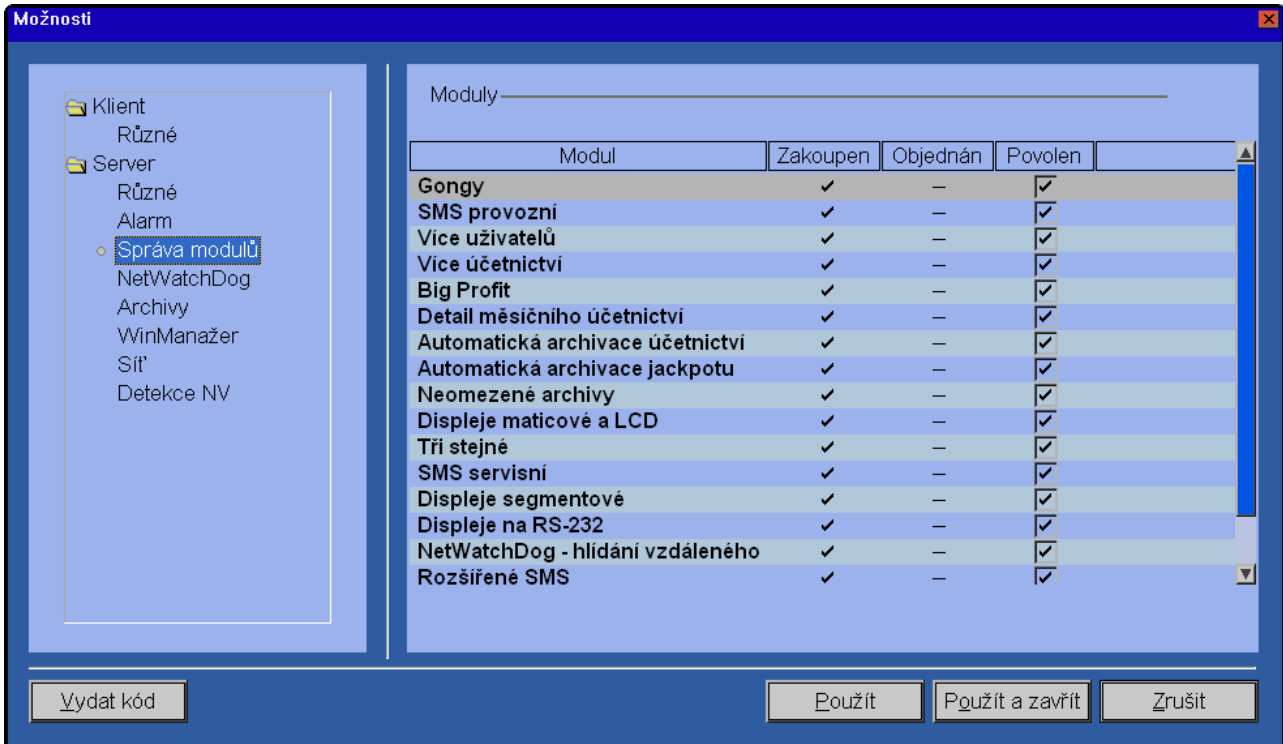 Možnosti
Klient
Různé
Server
Různé
Alarm
Správa modulů
NetWatchDog
Archivy
WinManažer
Síť
Detekce NV
Moduly
Modul Zakoupen Objednán Povolen
Gongy
SMS provozní
Více uživatelů
Více účetnictví
Big Profit
Detail měsíčního účetnictví
Automatická archivace účetnictví
Automatická archivace jackpotu
Neomezené archivy
Displeje maticové a LCD
Tři stejné
SMS servisní
Displeje segmentové
Displeje na RS-232
NetWatchDog - hlídání vzdáleného
Rozšířené SMS
Vydat kód Použít Použít a zavřít Zrušit